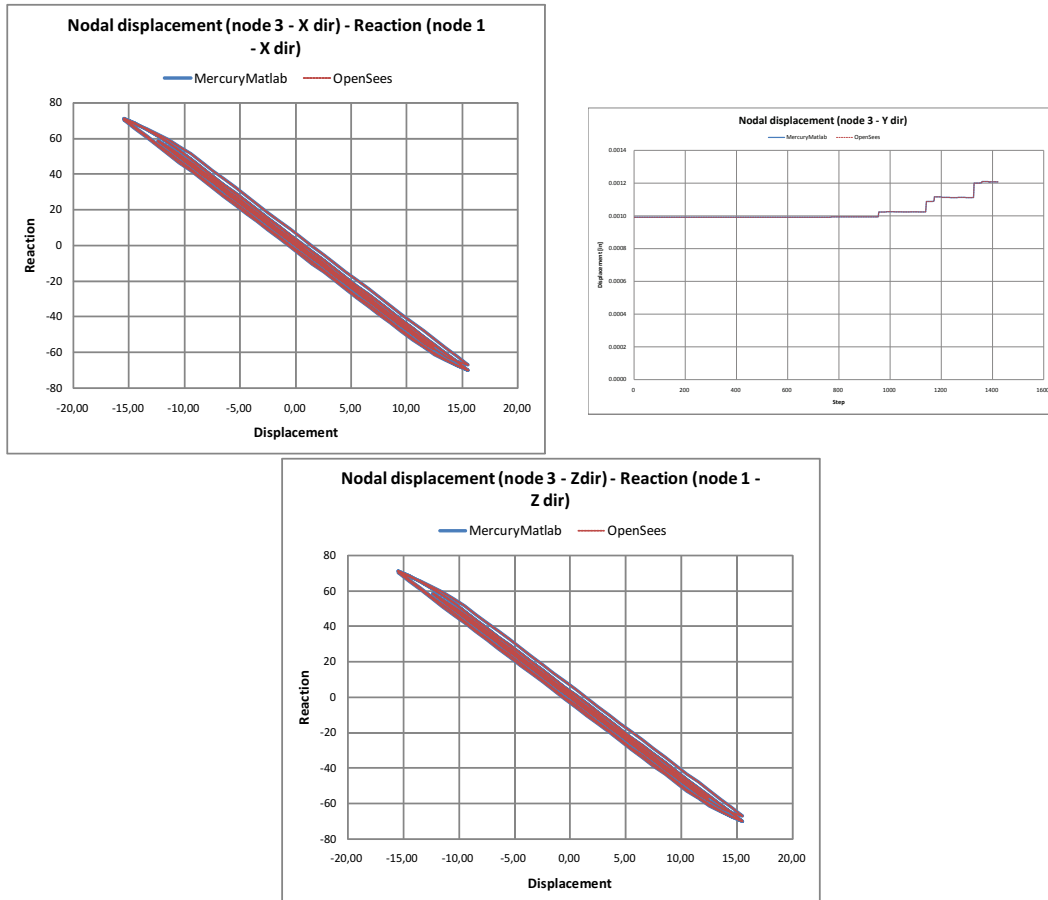 Nodal displacement (node 3 - X dir) - Reaction (node 1
- X dir)
MercuryMatlab OpenSees
80
60
40
20
0
-20
-40
-60
-80
Reaction
-20,00 -15,00 -10,00 -5,00 0,00 5,00 10,00 15,00 20,00
Displacement
Nodal displacement (node 3 - Y dir)
MercuryMatlab OpenSees
0.0014
0.0012
0.0010
0.0008
0.0006
0.0004
0.0002
0.0000
Displacement [in]
0 200 400 600 800 1000 1200 1400 1600
Step
Nodal displacement (node 3 - Zdir) - Reaction (node 1 -
Z dir)
MercuryMatlab OpenSees
80
60
40
20
0
-20
-40
-60
-80
Reaction
-20,00 -15,00 -10,00 -5,00 0,00 5,00 10,00 15,00 20,00
Displacement